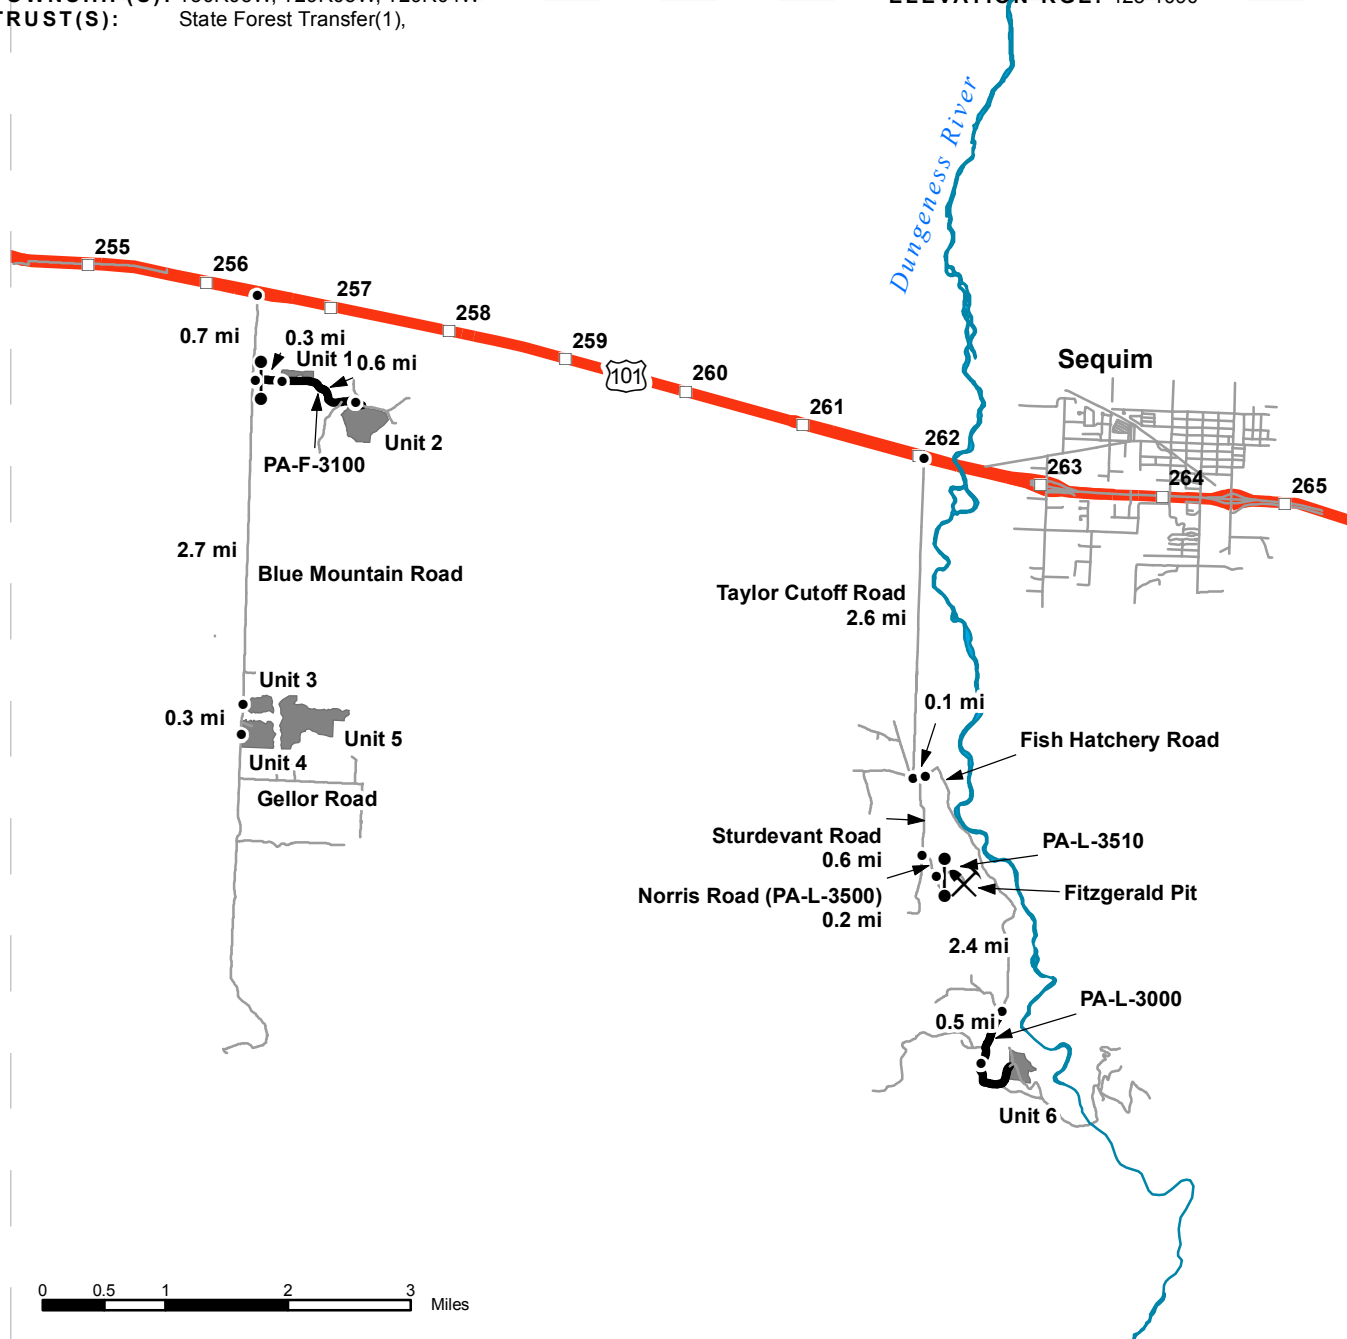 TRUST(S): State Forest Transfer(1),
Dungeness River
255
256
257
258
259
101
260
261
262
263
264
265
Sequim
0.7 mi
0.3 mi
Unit 1
0.6 mi
Unit 2
PA-F-3100
2.7 mi
Blue Mountain Road
Taylor Cutoff Road
2.6 mi
Unit 3
0.3 mi
Unit 5
Unit 4
Gellor Road
0.1 mi
Fish Hatchery Road
Sturdevant Road
0.6 mi
PA-L-3510
Norris Road (PA-L-3500)
0.2 mi
Fitzgerald Pit
2.4 mi
PA-L-3000
0.5 mi
Unit 6
0 0.5 1 2 3
Miles